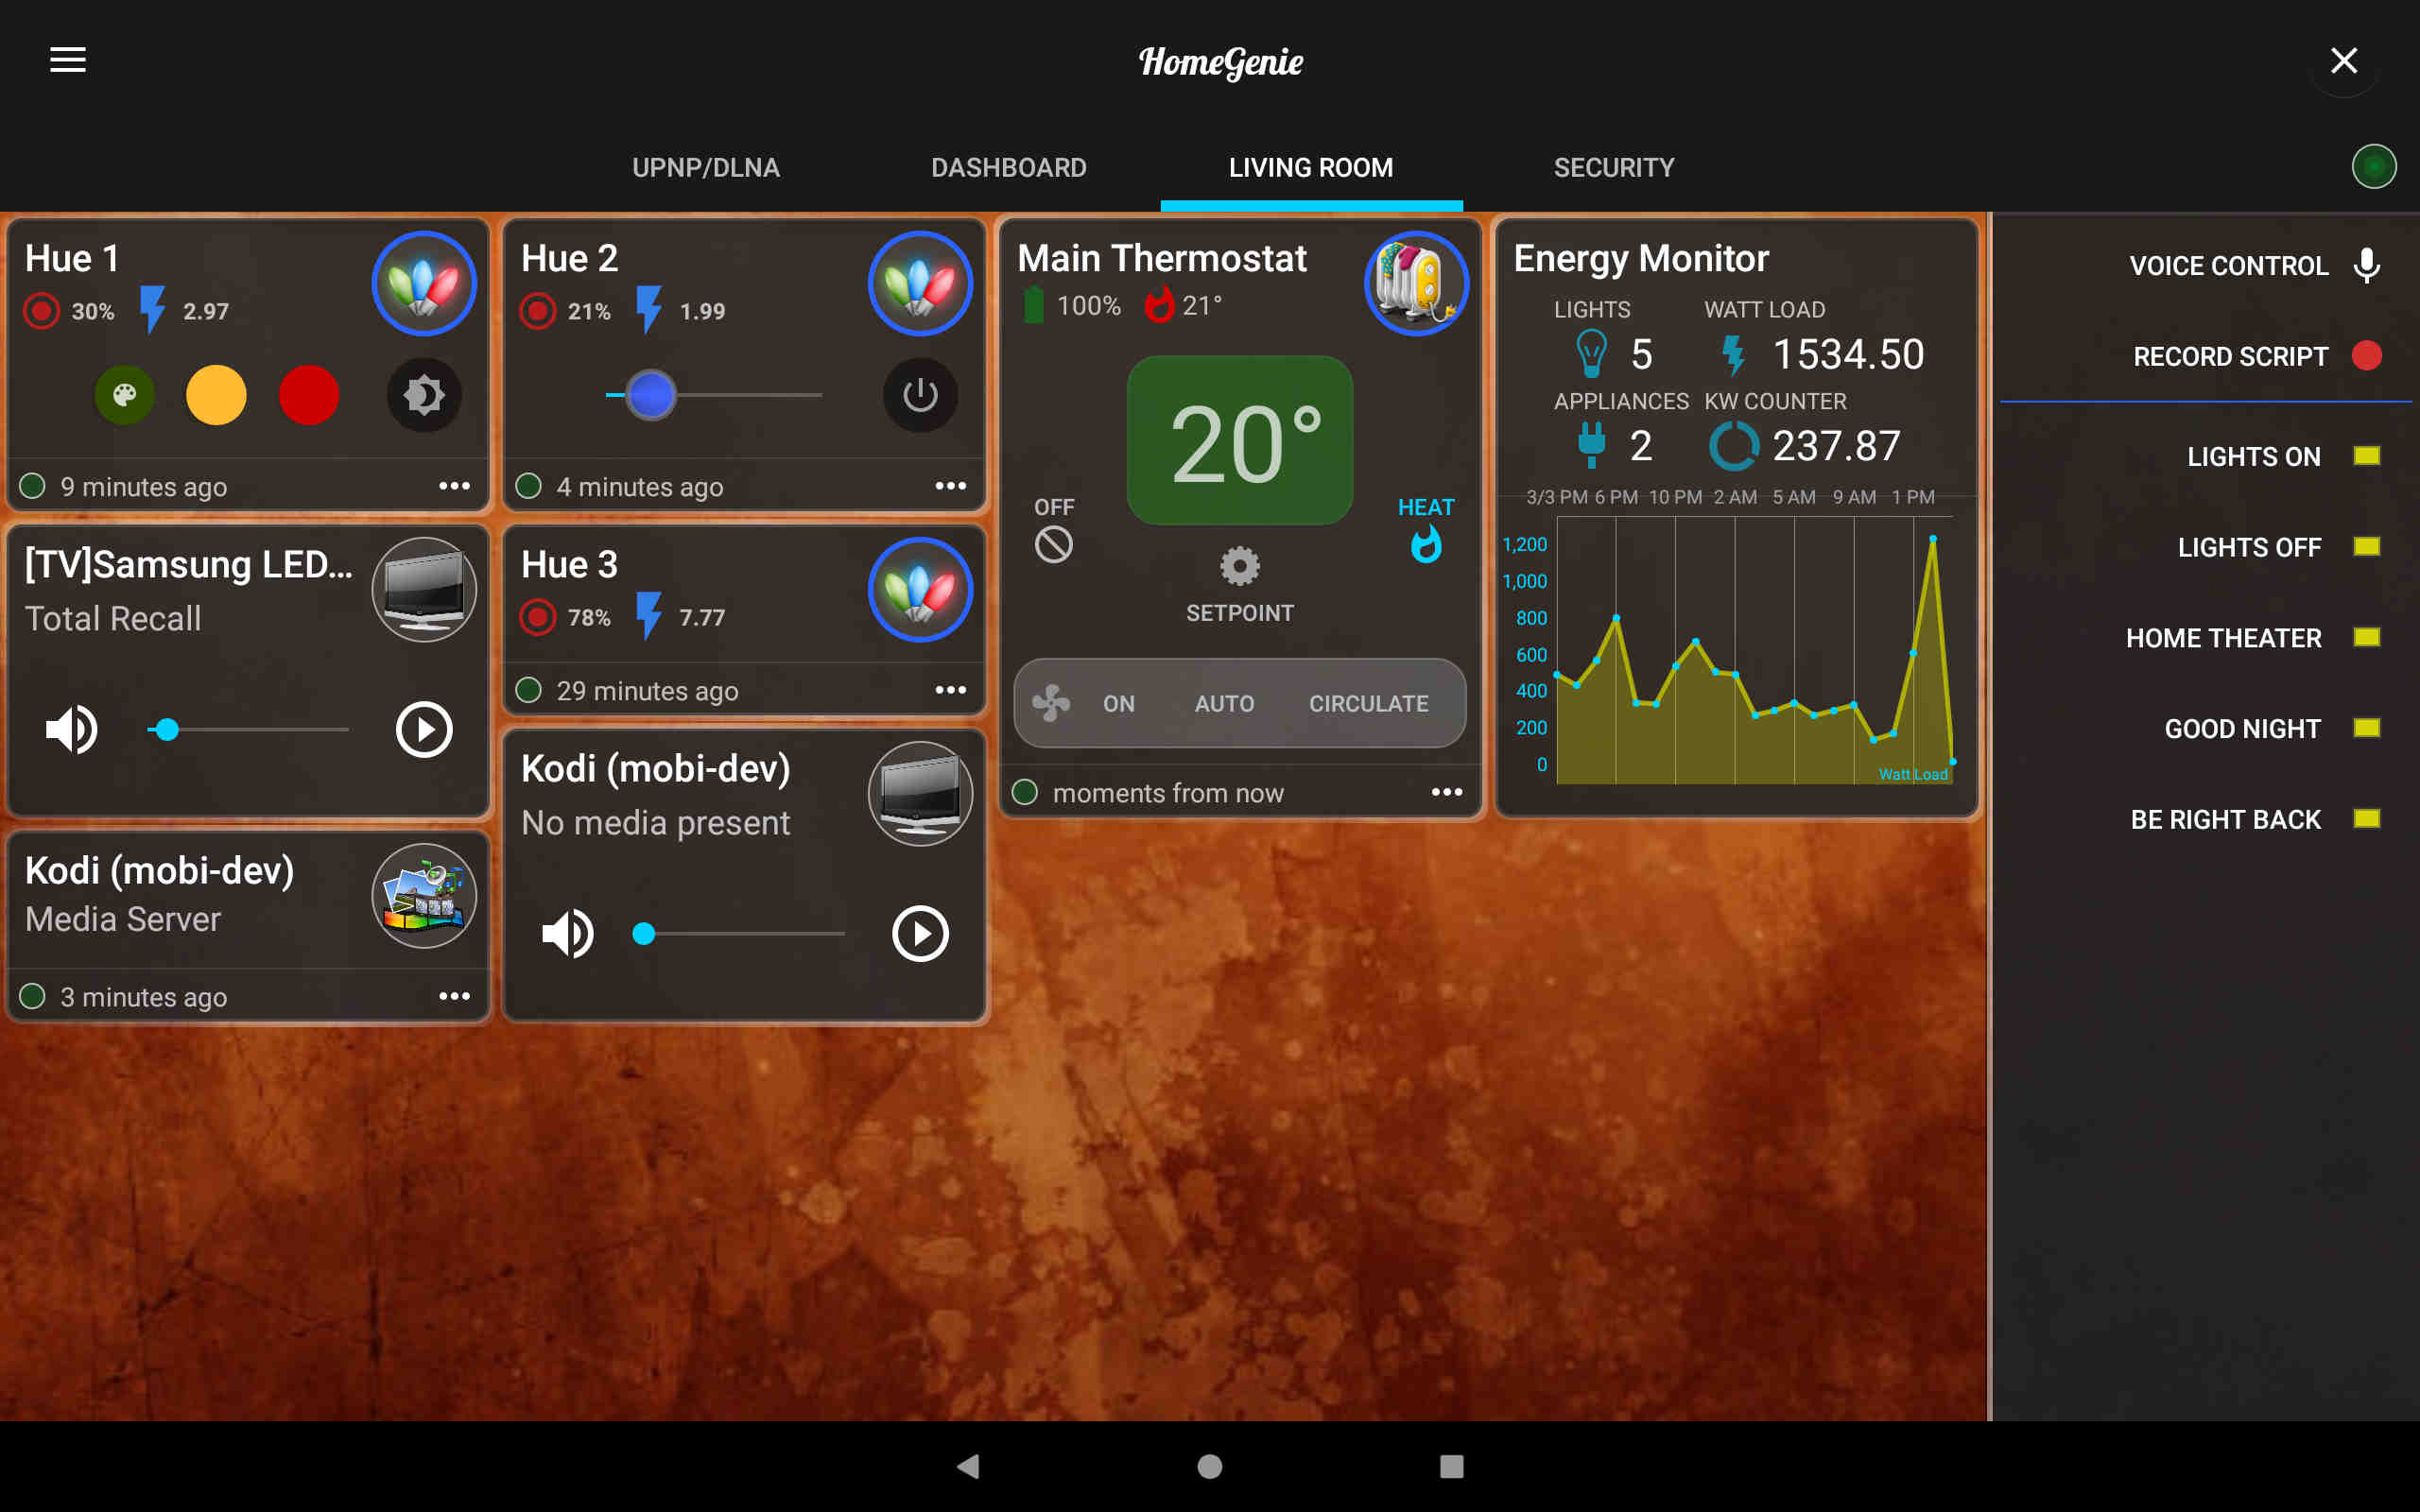 HomeGenie
UPNP/DLNA DASHBOARD LIVING ROOM SECURITY
Hue 1
30% 2.97
9 minutes ago
[TV]Samsung LED...
Total Recall
Kodi (mobi-dev)
Media Server
3 minutes ago
Hue 2
21% 1.99
4 minutes ago
Hue 3
78% 7.77
29 minutes ago
Kodi (mobi-dev)
No media present
Main Thermostat
100% 21°
20°
OFF HEAT
SETPOINT
ON AUTO CIRCULATE
moments from now
Energy Monitor
LIGHTS WATT LOAD
5 1534.50
APPLIANCES KW COUNTER
2 237.87
3/3 PM 6 PM 10 PM 2 AM 5 AM 9 AM 1 PM
1,200
1,000
800
600
400
200
0
Watt Load
VOICE CONTROL
RECORD SCRIPT
LIGHTS ON
LIGHTS OFF
HOME THEATER
GOOD NIGHT
BE RIGHT BACK